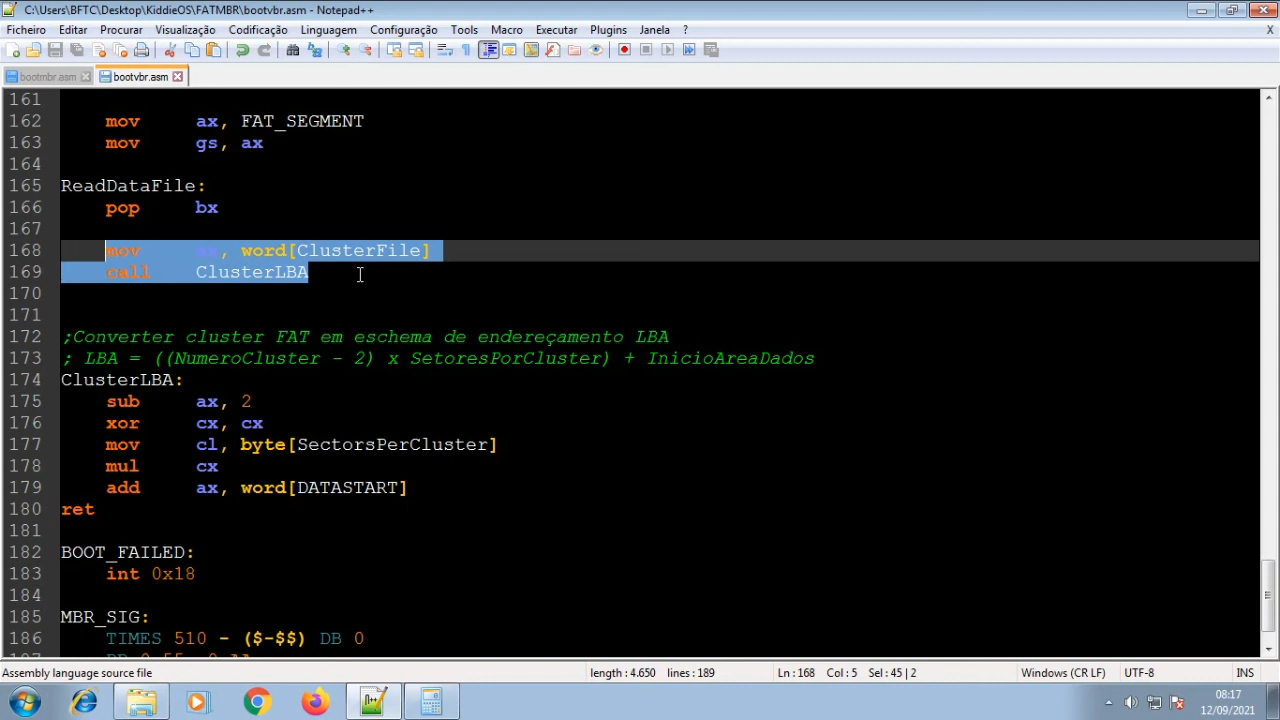 C:\Users\BFTC\Desktop\KiddieOS\FATMBR\bootvbr.asm - Notepad++
Ficheiro Editar Procurar Visualização Codificação Linguagem Configuração Tools Macro Executar Plugins Janela ? X
bootmbr.asm bootvbr.asm
161
162 mov ax, FAT_SEGMENT
163 mov gs, ax
164
165 ReadDataFile:
166 pop bx
167
168 mov ax, word[ClusterFile]
169 call ClusterLBA
170
171
172 ;Converter cluster FAT em eschema de endereçamento LBA
173 ; LBA = ((NumeroCluster - 2) x SetoresPorCluster) + InicioAreaDados
174 ClusterLBA:
175 sub ax, 2
176 xor cx, cx
177 mov cl, byte[SectorsPerCluster]
178 mul cx
179 add ax, word[DATASTART]
180 ret
181
182 BOOT_FAILED:
183 int 0x18
184
185 MBR_SIG:
186 TIMES 510 - ($-$$) DB 0
Assembly language source file length : 4.650 lines : 189 Ln : 168 Col : 5 Sel : 45 | 2 Windows (CR LF) UTF-8 INS
08:17
12/09/2021